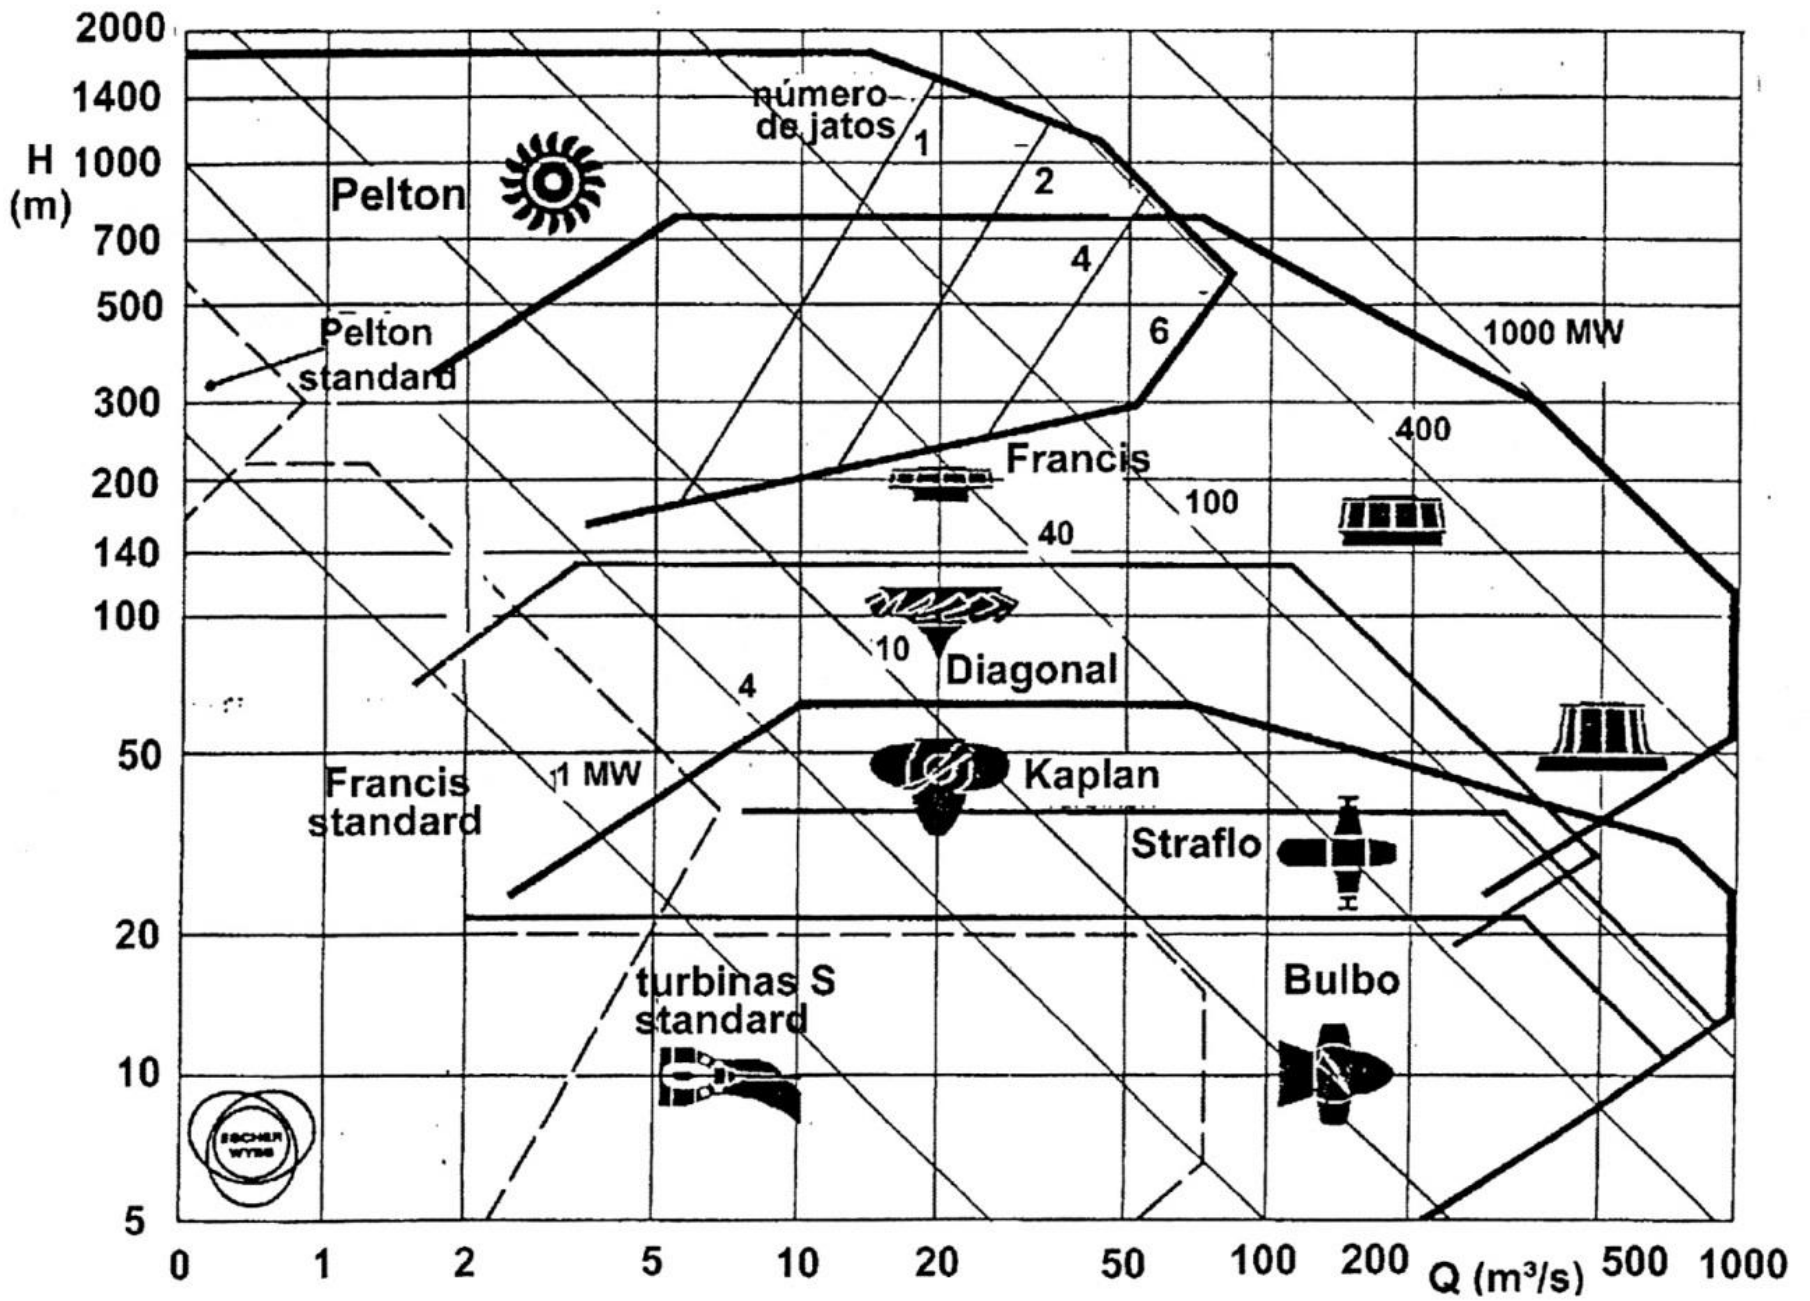 2000
1400
H
(m)
1000
700
500
300
200
140
100
50
20
10
5
número
de jatos
1
2
4
6
Pelton
Pelton
standard
1000 MW
400
Francis
100
40
10
Diagonal
4
1 MW
Kaplan
Francis
standard
Straflo
turbinas S
standard
Bulbo
ESCHER
WYSS
0 1 2 5 10 20 50 100 200 Q (m³/s) 500 1000